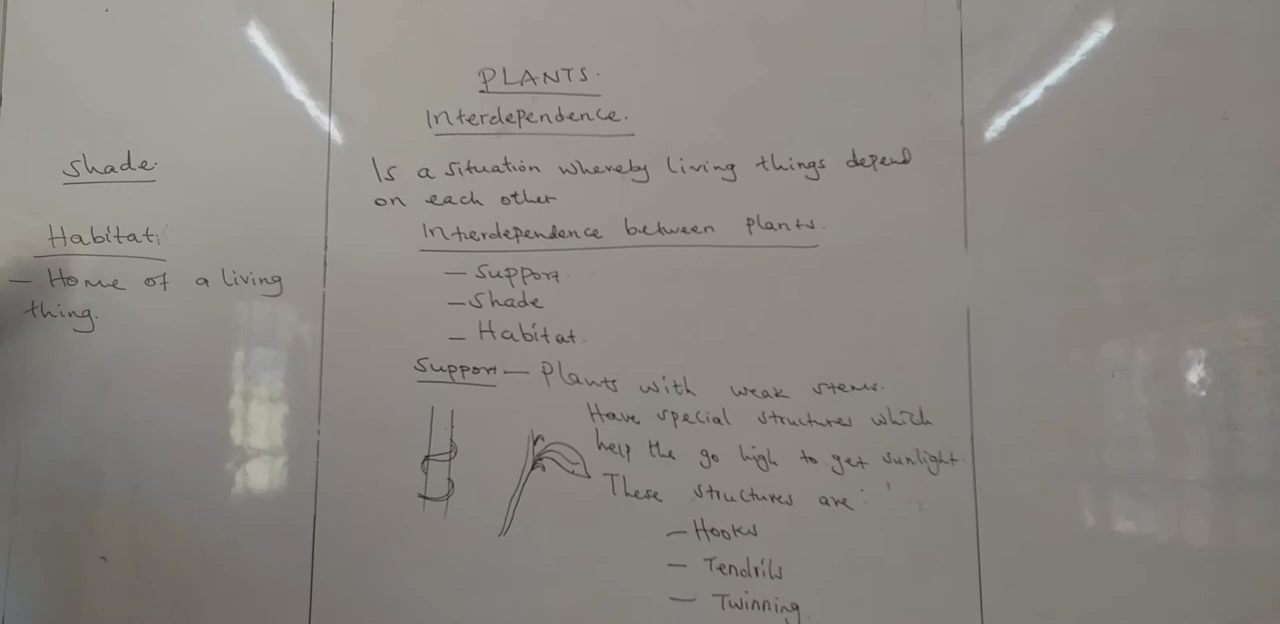 PLANTS.
Interdependence.
Is a situation whereby living things depend
on each other
Interdependence between plants.
— Support.
— Shade
— Habitat.
Support — Plants with weak stems.
Have special structures which
help the go high to get sunlight.
These structures are:
— Hooks
— Tendrils
— Twinning
Shade.
Habitat:
— Home of a living
thing.